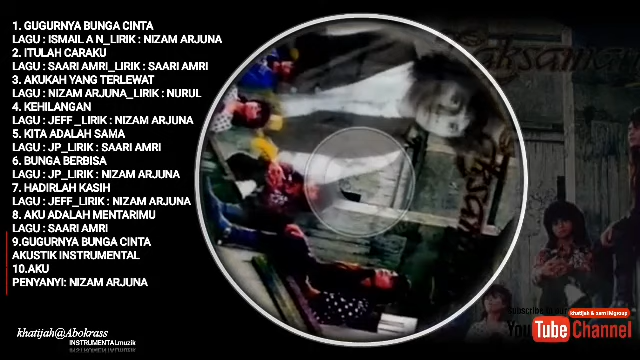 1. GUGURNYA BUNGA CINTA
LAGU : ISMAIL A N_LIRIK : NIZAM ARJUNA
2. ITULAH CARAKU
LAGU : SAARI AMRI_LIRIK : SAARI AMRI
3. AKUKAH YANG TERLEWAT
LAGU : NIZAM ARJUNA_LIRIK : NURUL
4. KEHILANGAN
LAGU : JEFF_LIRIK : NIZAM ARJUNA
5. KITA ADALAH SAMA
LAGU : JP_LIRIK : SAARI AMRI
6. BUNGA BERBISA
LAGU : JP_LIRIK : NIZAM ARJUNA
7. HADIRLAH KASIH
LAGU : JEFF_LIRIK : NIZAM ARJUNA
8. AKU ADALAH MENTARIMU
LAGU : SAARI AMRI
9.GUGURNYA BUNGA CINTA
AKUSTIK INSTRUMENTAL
10.AKU
PENYANYI: NIZAM ARJUNA
khatijah@Abokrass
INSTRUMENTALmuzik
Subscribe
YouTube Channel